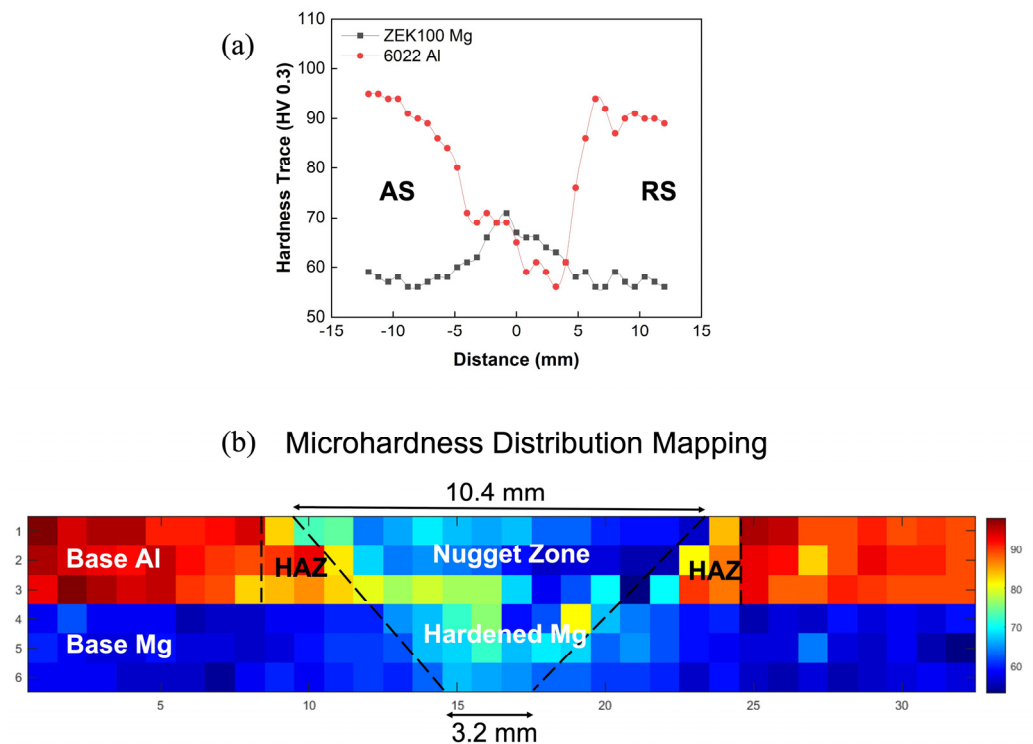 (a)
ZEK100 Mg
6022 Al
Hardness Trace (HV 0.3)
110
100
90
80
70
60
50
AS
RS
-15
-10
-5
0
5
10
15
Distance (mm)
(b) Microhardness Distribution Mapping
10.4 mm
1
2
3
4
5
6
Base Al
HAZ
Nugget Zone
HAZ
Base Mg
Hardened Mg
90
80
70
60
5
10
15
20
25
30
3.2 mm